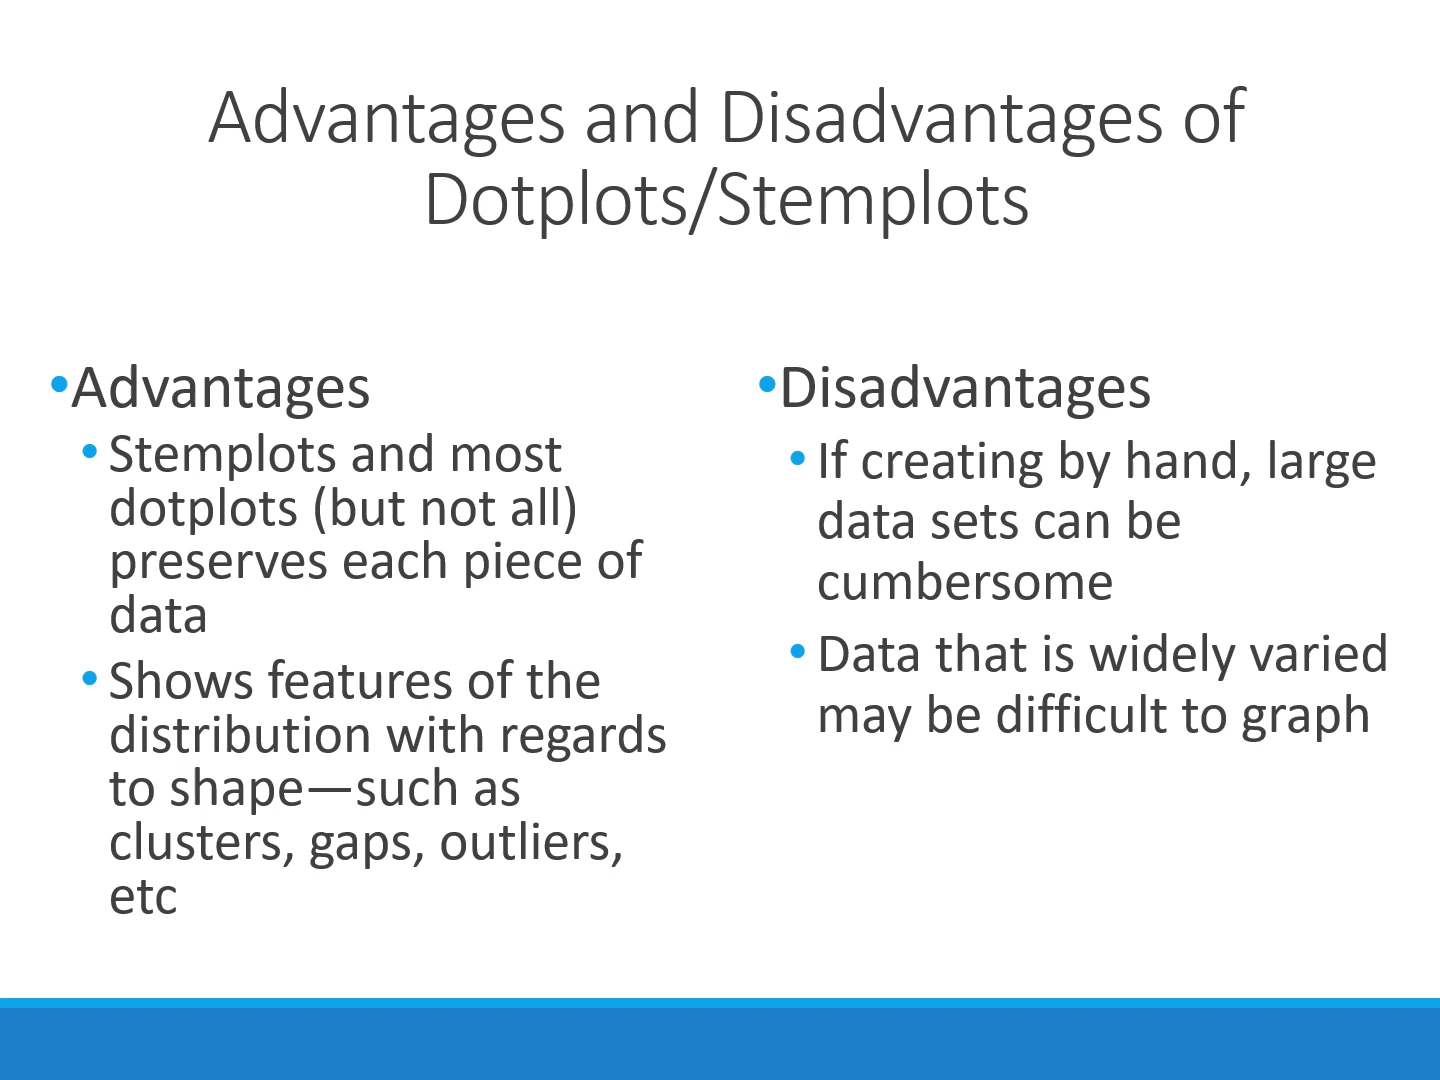 Advantages and Disadvantages of
Dotplots/Stemplots
•Advantages
• Stemplots and most
dotplots (but not all)
preserves each piece of
data
• Shows features of the
distribution with regards
to shape—such as
clusters, gaps, outliers,
etc
•Disadvantages
• If creating by hand, large
data sets can be
cumbersome
• Data that is widely varied
may be difficult to graph